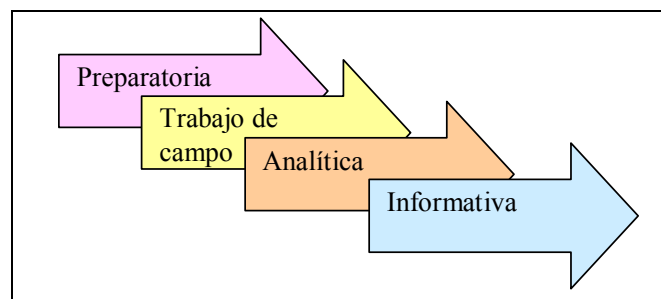 Preparatoria
Trabajo de
campo
Analítica
Informativa